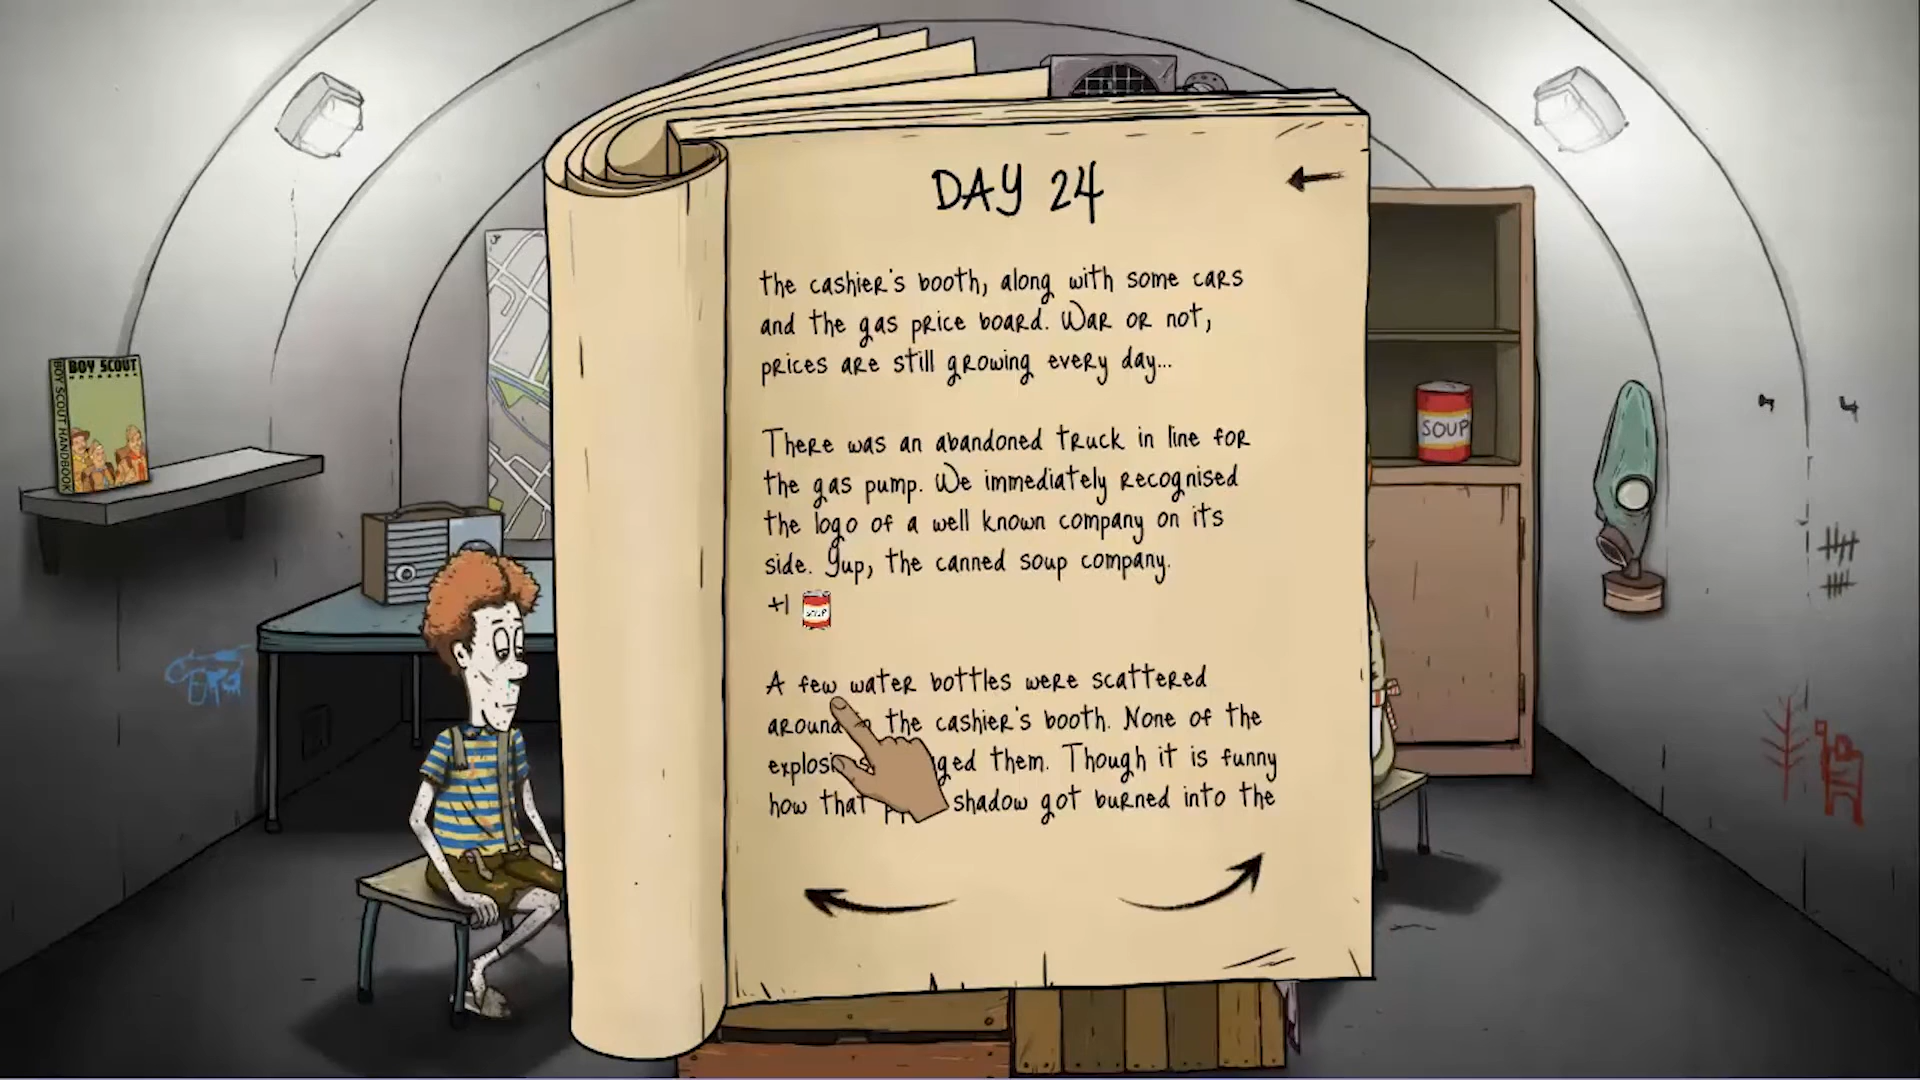 DAY 24
the cashier's booth, along with some cars
and the gas price board. War or not,
prices are still growing every day...
There was an abandoned truck in line for
the gas pump. We immediately recognised
the logo of a well known company on its
side. Yup, the canned soup company.
+1 SOUP
A few water bottles were scattered
around the cashier's booth. None of the
them. Though it is funny
how that shadow got burned into the
BOY SCOUT
BOY SCOUT HANDBOOK
SOUP